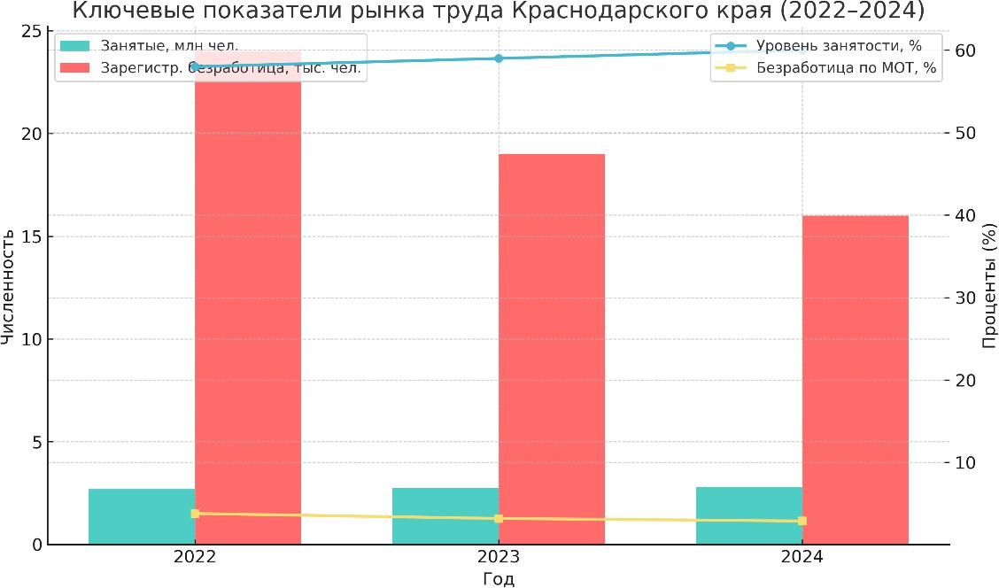 Ключевые показатели рынка труда Краснодарского края (2022–2024)
Занятые, млн чел.
Зарегистр. безработица, тыс. чел.
Уровень занятости, %
Безработица по МОТ, %
25
20
15
10
5
0
Численность
60
50
40
30
20
10
Проценты (%)
2022
2023
2024
Год